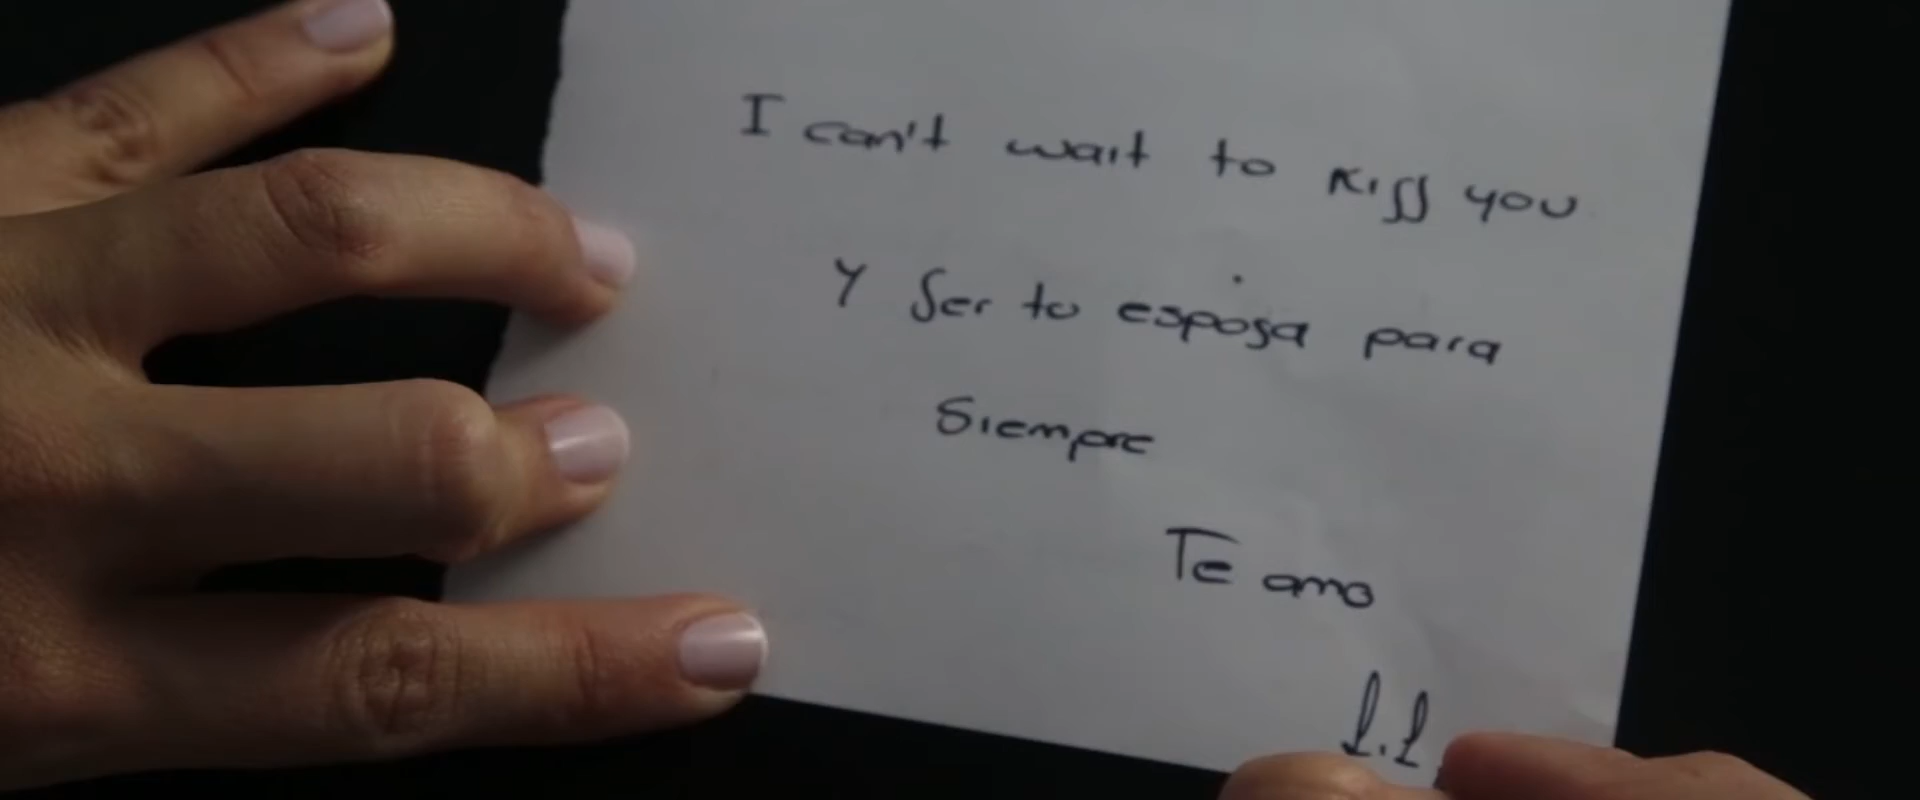 I can't wait to kiss you
Y Ser tu esposa para
Siempre
Te amo
L.L